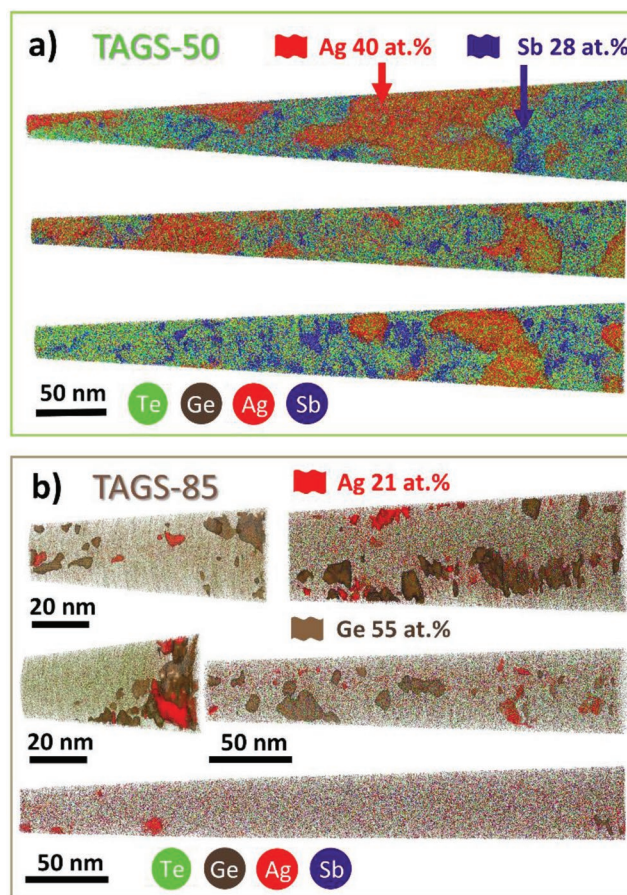 a) TAGS-50
Ag 40 at.%
Sb 28 at.%
50 nm
Te Ge Ag Sb
b) TAGS-85
Ag 21 at.%
20 nm
Ge 55 at.%
20 nm
50 nm
50 nm
Te Ge Ag Sb